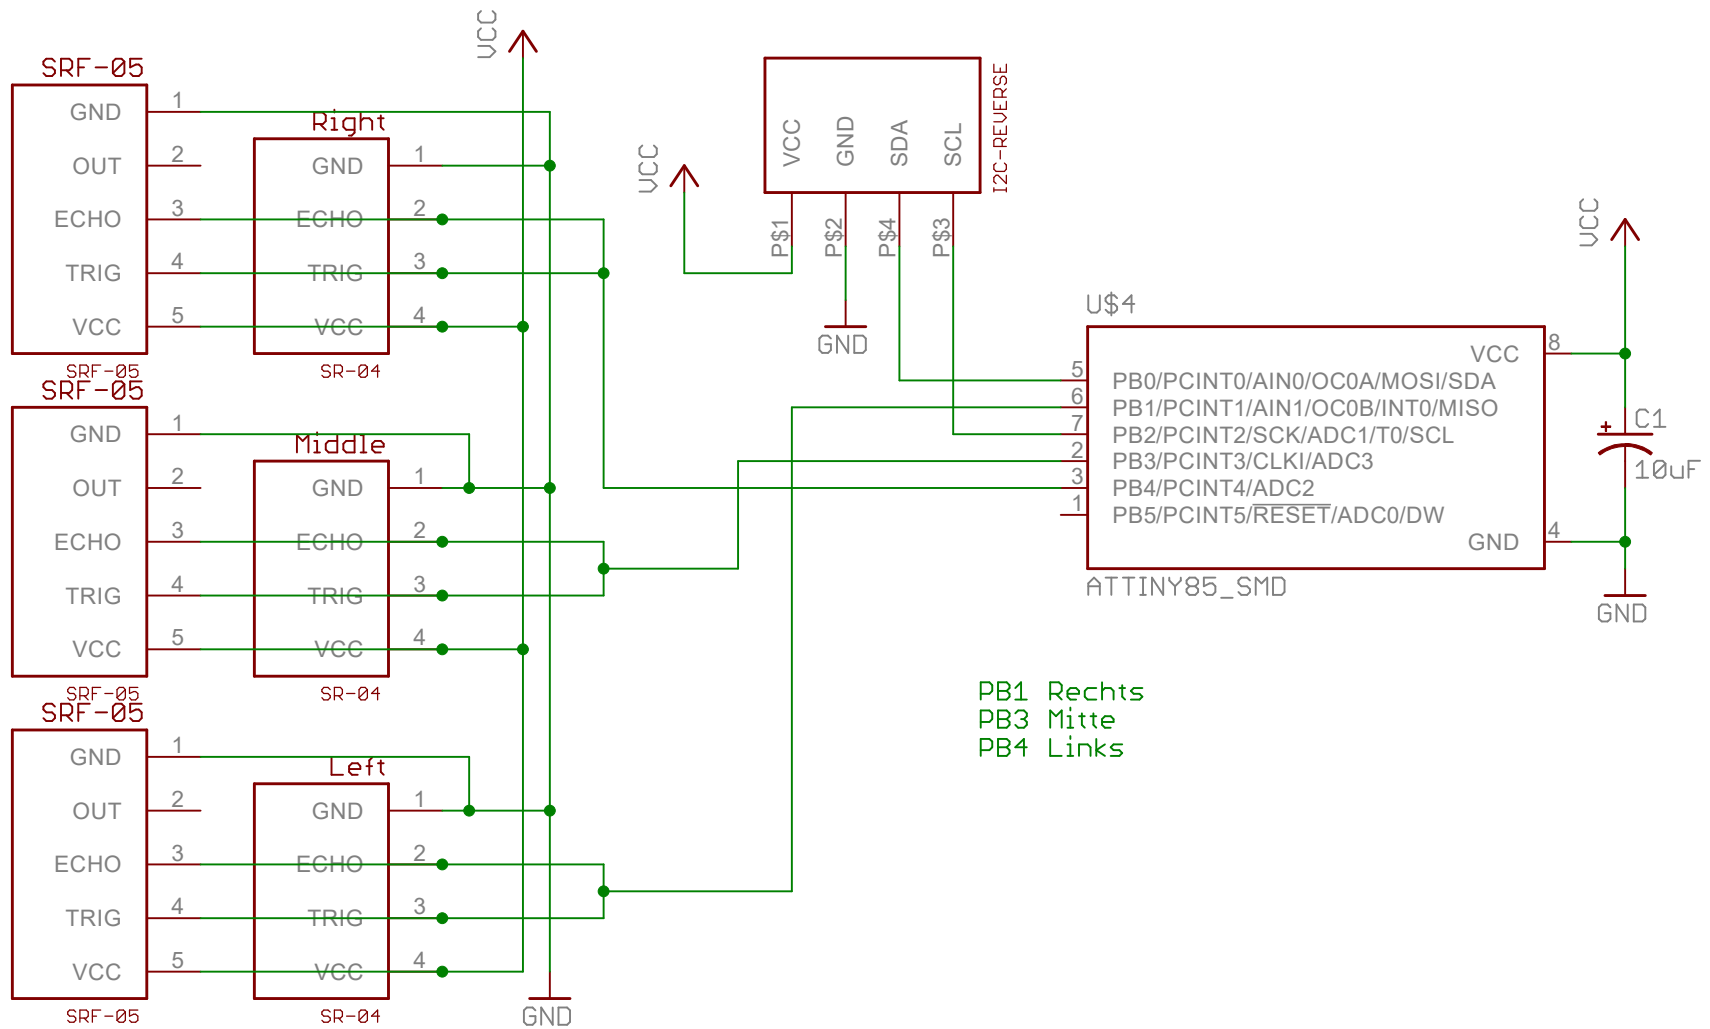 SRF-05
GND 1
OUT 2
ECHO 3
TRIG 4
VCC 5
SRF-05
Right
GND 1
ECHO 2
TRIG 3
VCC 4
SR-04
SRF-05
GND 1
OUT 2
ECHO 3
TRIG 4
VCC 5
SRF-05
Middle
GND 1
ECHO 2
TRIG 3
VCC 4
SR-04
SRF-05
GND 1
OUT 2
ECHO 3
TRIG 4
VCC 5
SRF-05
Left
GND 1
ECHO 2
TRIG 3
VCC 4
SR-04
VCC
GND
VCC
VCC
GND
SDA
SCL
I2C-REVERSE
P$1
P$2
P$4
P$3
GND
U$4
5 PB0/PCINT0/AIN0/OC0A/MOSI/SDA
6 PB1/PCINT1/AIN1/OC0B/INT0/MISO
7 PB2/PCINT2/SCK/ADC1/T0/SCL
2 PB3/PCINT3/CLKI/ADC3
3 PB4/PCINT4/ADC2
1 PB5/PCINT5/RESET/ADC0/DW
VCC 8
GND 4
ATTINY85_SMD
VCC
+
C1
10uF
GND
PB1 Rechts
PB3 Mitte
PB4 Links